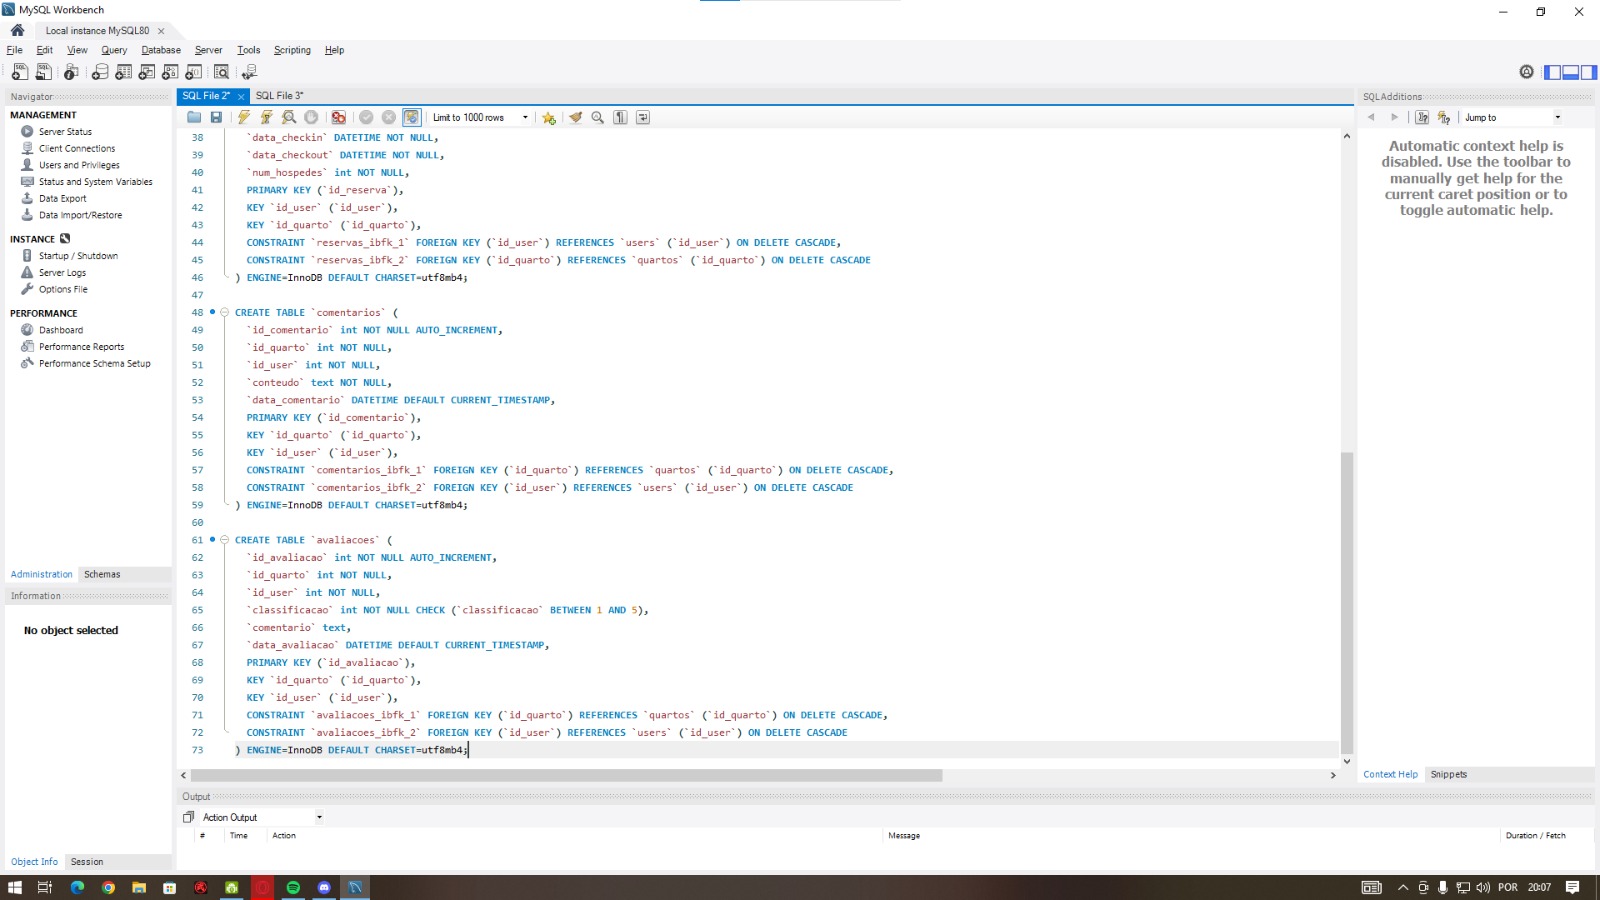 MySQL Workbench
Local instance MySQL80
File Edit View Query Database Server Tools Scripting Help
Navigator
MANAGEMENT
Server Status
Client Connections
Users and Privileges
Status and System Variables
Data Export
Data Import/Restore
INSTANCE
Startup / Shutdown
Server Logs
Options File
PERFORMANCE
Dashboard
Performance Reports
Performance Schema Setup
Administration Schemas
Information
No object selected
Object Info Session
SQL File 2* SQL File 3*
Limit to 1000 rows
38 `data_checkin` DATETIME NOT NULL,
39 `data_checkout` DATETIME NOT NULL,
40 `num_hospedes` int NOT NULL,
41 PRIMARY KEY (`id_reserva`),
42 KEY `id_user` (`id_user`),
43 KEY `id_quarto` (`id_quarto`),
44 CONSTRAINT `reservas_ibfk_1` FOREIGN KEY (`id_user`) REFERENCES `users` (`id_user`) ON DELETE CASCADE,
45 CONSTRAINT `reservas_ibfk_2` FOREIGN KEY (`id_quarto`) REFERENCES `quartos` (`id_quarto`) ON DELETE CASCADE
46 ) ENGINE=InnoDB DEFAULT CHARSET=utf8mb4;
47
48 CREATE TABLE `comentarios` (
49 `id_comentario` int NOT NULL AUTO_INCREMENT,
50 `id_quarto` int NOT NULL,
51 `id_user` int NOT NULL,
52 `conteudo` text NOT NULL,
53 `data_comentario` DATETIME DEFAULT CURRENT_TIMESTAMP,
54 PRIMARY KEY (`id_comentario`),
55 KEY `id_quarto` (`id_quarto`),
56 KEY `id_user` (`id_user`),
57 CONSTRAINT `comentarios_ibfk_1` FOREIGN KEY (`id_quarto`) REFERENCES `quartos` (`id_quarto`) ON DELETE CASCADE,
58 CONSTRAINT `comentarios_ibfk_2` FOREIGN KEY (`id_user`) REFERENCES `users` (`id_user`) ON DELETE CASCADE
59 ) ENGINE=InnoDB DEFAULT CHARSET=utf8mb4;
60
61 CREATE TABLE `avaliacoes` (
62 `id_avaliacao` int NOT NULL AUTO_INCREMENT,
63 `id_quarto` int NOT NULL,
64 `id_user` int NOT NULL,
65 `classificacao` int NOT NULL CHECK (`classificacao` BETWEEN 1 AND 5),
66 `comentario` text,
67 `data_avaliacao` DATETIME DEFAULT CURRENT_TIMESTAMP,
68 PRIMARY KEY (`id_avaliacao`),
69 KEY `id_quarto` (`id_quarto`),
70 KEY `id_user` (`id_user`),
71 CONSTRAINT `avaliacoes_ibfk_1` FOREIGN KEY (`id_quarto`) REFERENCES `quartos` (`id_quarto`) ON DELETE CASCADE,
72 CONSTRAINT `avaliacoes_ibfk_2` FOREIGN KEY (`id_user`) REFERENCES `users` (`id_user`) ON DELETE CASCADE
73 ) ENGINE=InnoDB DEFAULT CHARSET=utf8mb4;
Output
Action Output
# Time Action Message Duration / Fetch
SQLAdditions
Jump to
Automatic context help is
disabled. Use the toolbar to
manually get help for the
current caret position or to
toggle automatic help.
Context Help Snippets
POR 20:07